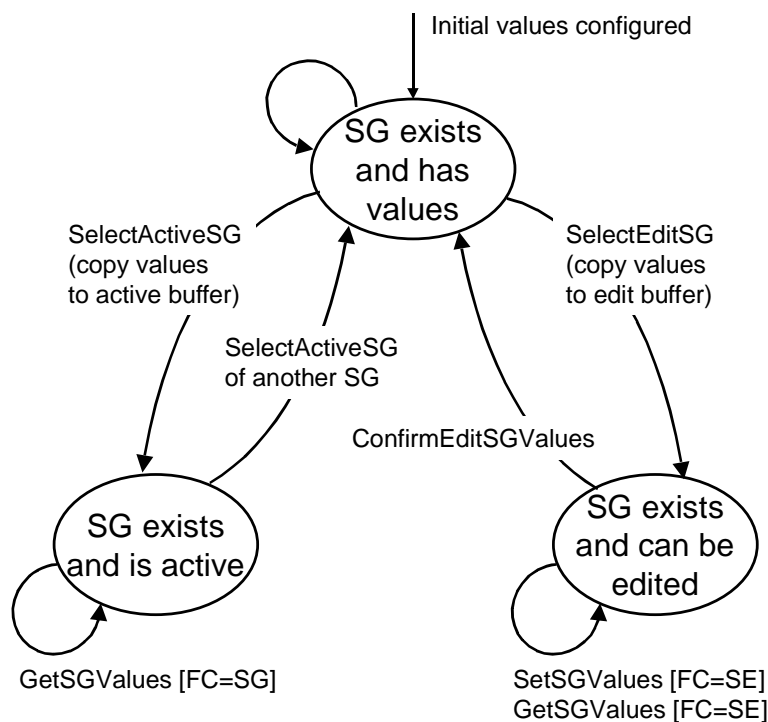 Initial values configured
SG exists
and has
values
SelectActiveSG
(copy values
to active buffer)
SelectEditSG
(copy values
to edit buffer)
SelectActiveSG
of another SG
ConfirmEditSGValues
SG exists
and is active
SG exists
and can be
edited
GetSGValues [FC=SG]
SetSGValues [FC=SE]
GetSGValues [FC=SE]